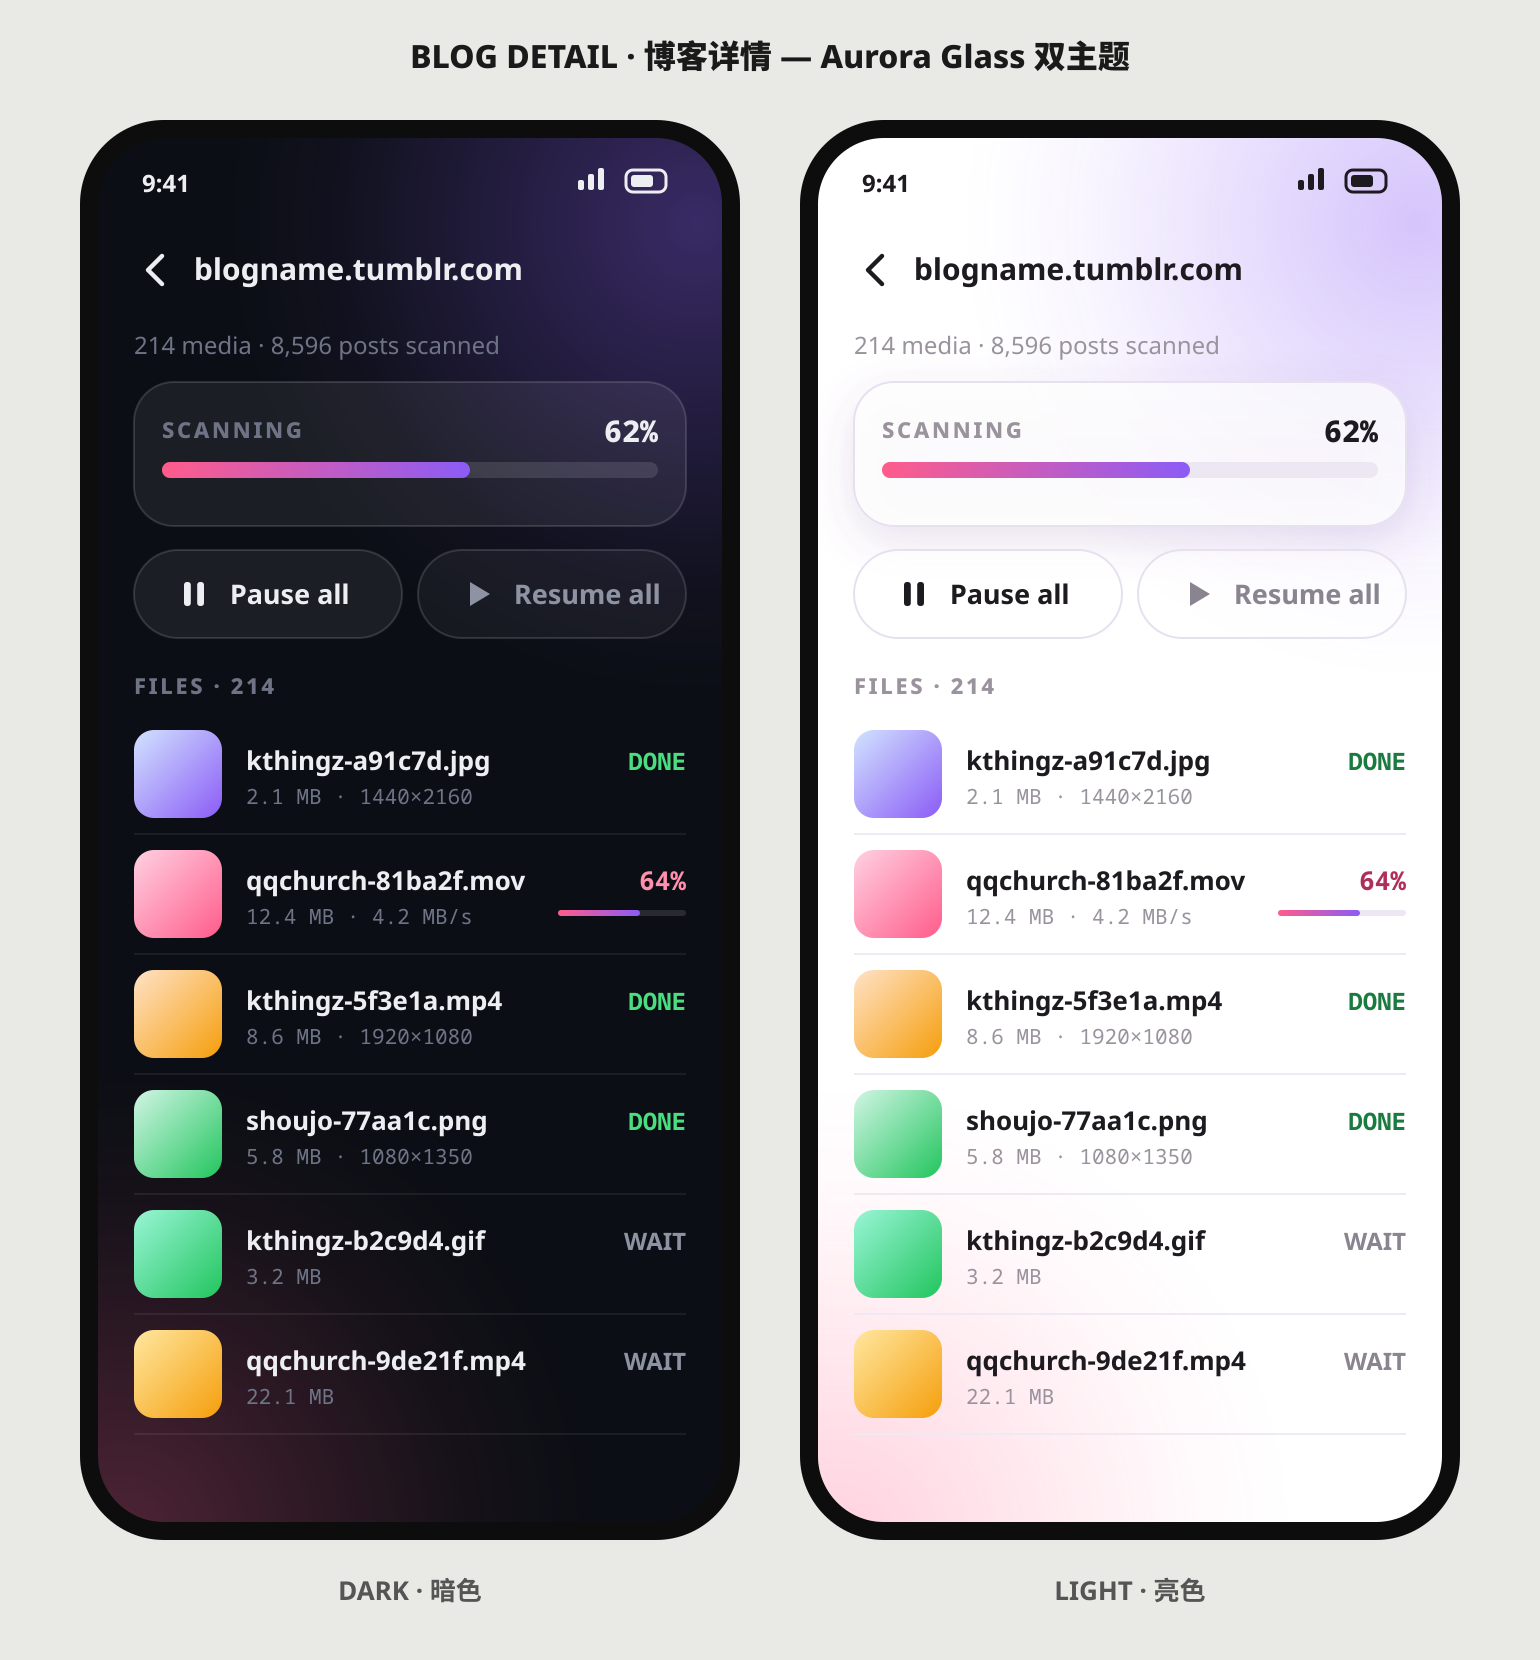 BLOG DETAIL · 博客详情 — Aurora Glass 双主题
9:41
blogname.tumblr.com
214 media · 8,596 posts scanned
SCANNING 62%
Pause all Resume all
FILES · 214
kthingz-a91c7d.jpg DONE
2.1 MB · 1440×2160
qqchurch-81ba2f.mov 64%
12.4 MB · 4.2 MB/s
kthingz-5f3e1a.mp4 DONE
8.6 MB · 1920×1080
shoujo-77aa1c.png DONE
5.8 MB · 1080×1350
kthingz-b2c9d4.gif WAIT
3.2 MB
qqchurch-9de21f.mp4 WAIT
22.1 MB
DARK · 暗色
9:41
blogname.tumblr.com
214 media · 8,596 posts scanned
SCANNING 62%
Pause all Resume all
FILES · 214
kthingz-a91c7d.jpg DONE
2.1 MB · 1440×2160
qqchurch-81ba2f.mov 64%
12.4 MB · 4.2 MB/s
kthingz-5f3e1a.mp4 DONE
8.6 MB · 1920×1080
shoujo-77aa1c.png DONE
5.8 MB · 1080×1350
kthingz-b2c9d4.gif WAIT
3.2 MB
qqchurch-9de21f.mp4 WAIT
22.1 MB
LIGHT · 亮色